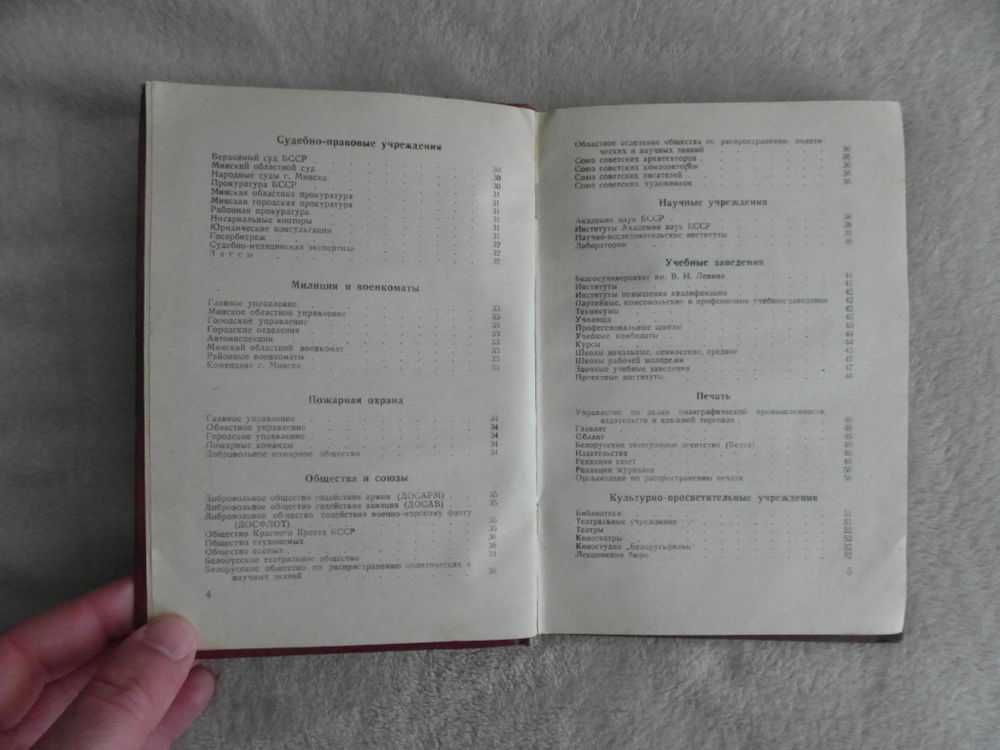 Судебно-правовые учреждения
Верховный суд БССР
Минский областной суд 30
Народные суды г. Минска 30
Прокуратура БССР 30
Минская областная прокуратура 31
Минская городская прокуратура 31
Районная прокуратура 31
Нотариальные конторы 31
Юридические консультации 31
Госарбитраж 31
Судебно-медицинская экспертиза 32
Загсы 32
Милиция и военкоматы
Главное управление 33
Минское областное управление 33
Городское управление 33
Городские отделения 33
Автоинспекции 33
Минский областной военкомат 33
Районные военкоматы 33
Комендант г. Минска 33
Пожарная охрана
Главное управление 34
Областное управление 34
Городское управление 34
Пожарные команды 34
Добровольное пожарное общество 34
Общества и союзы
Добровольное общество содействия армии (ДОСАРМ) 35
Добровольное общество содействия авиации (ДОСАВ) 35
Добровольное общество содействия военно-морскому флоту
(ДОСФЛОТ) 35
Общество Красного Креста БССР 35
Общество глухонемых 36
Общество слепых 36
Белорусское театральное общество 35
Белорусское общество по распространению политических и
научных знаний 36
4
Областное отделение общества по распространению полити-
ческих и научных знаний 36
Союз советских архитекторов 36
Союз советских композиторов 36
Союз советских писателей 36
Союз советских художников 36
Научные учреждения
Академия наук БССР 38
Институты Академии наук БССР 38
Научно-исследовательские институты 39
Лаборатории
Учебные заведения
Белгосуниверситет им. В. И. Ленина 41
Институты 41
Институты повышения квалификации 42
Партийные, комсомольские и профсоюзные учебные заведения 42
Техникумы 42
Училища 43
Профессиональные школы 43
Учебные комбинаты 44
Курсы 44
Школы начальные, семилетние, средние 45
Школы рабочей молодежи 47
Заочные учебные заведения 47
Проектные институты 48
Печать
Управление по делам полиграфической промышленности,
издательств и книжной торговли 49
Главлит 49
Обллит 49
Белорусское телеграфное агентство (Белта) 49
Издательства 49
Редакции газет 49
Редакции журналов 50
Организации по распространению печати 50
Культурно-просветительные учреждения
Библиотеки 51
Театральные учреждения 51
Театры 52
Кинотеатры 52
Киностудия „Белорусьфильм“ 52
Лекционные бюро 52
5